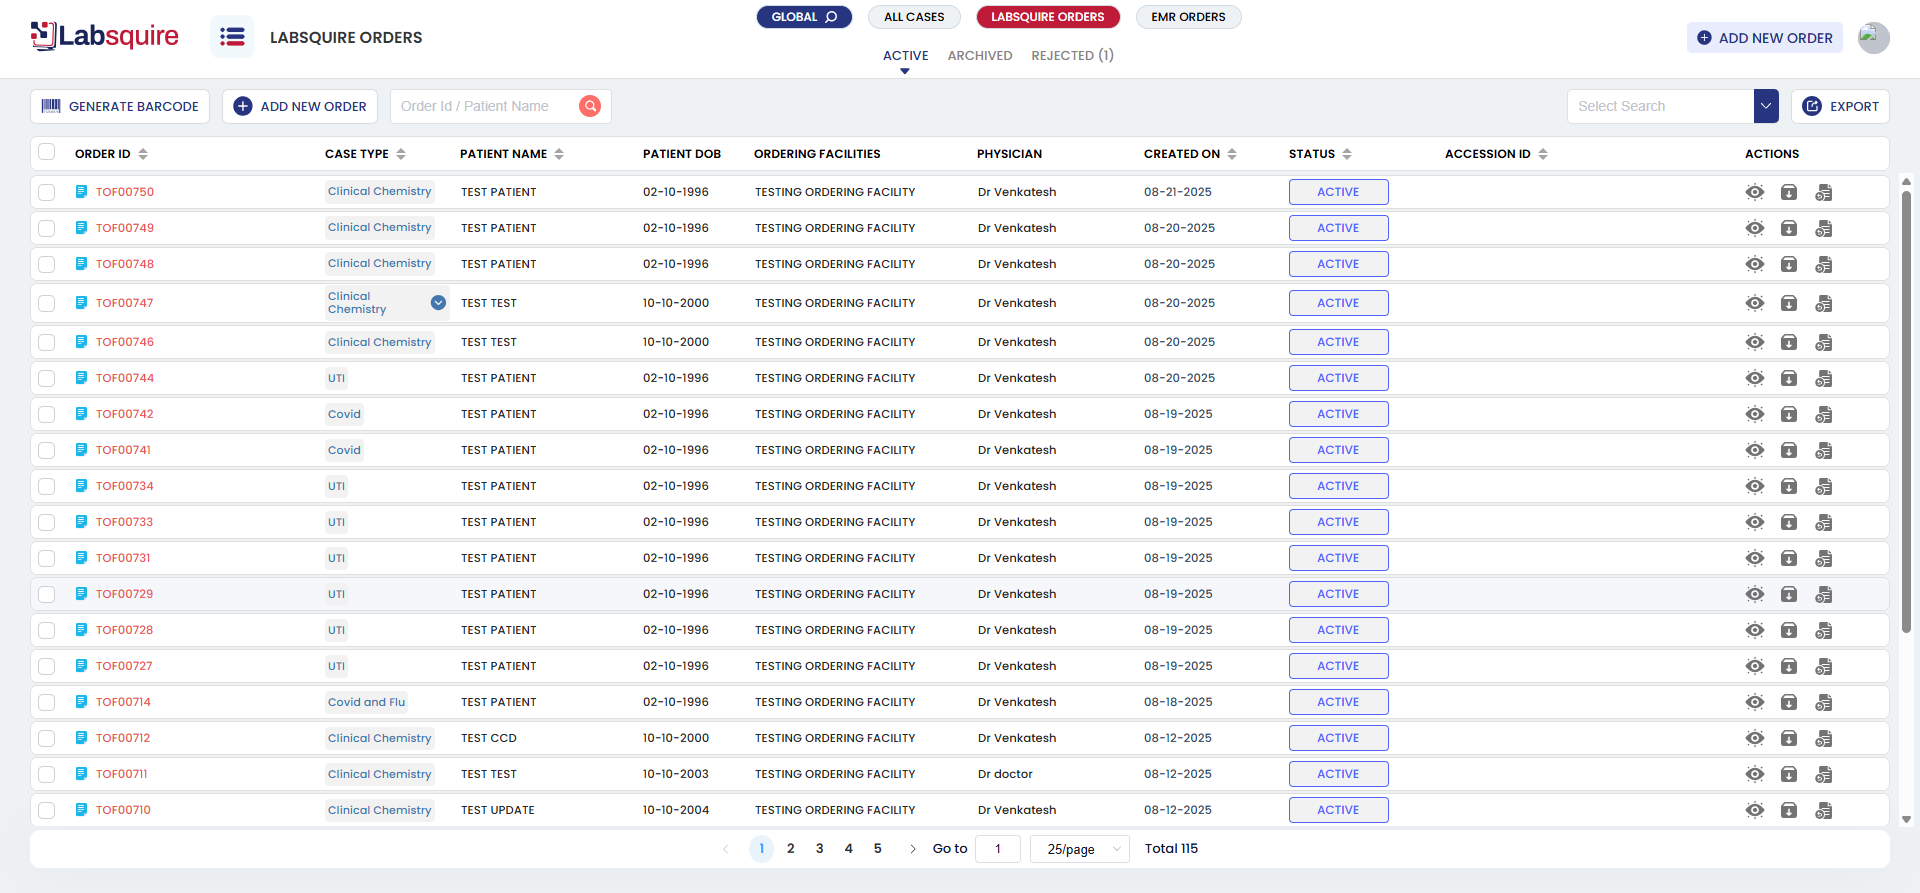 Labsquire
LABSQUIRE ORDERS
GLOBAL ALL CASES LABSQUIRE ORDERS EMR ORDERS
ACTIVE ARCHIVED REJECTED (1)
ADD NEW ORDER
GENERATE BARCODE ADD NEW ORDER Order Id / Patient Name Select Search EXPORT
ORDER ID CASE TYPE PATIENT NAME PATIENT DOB ORDERING FACILITIES PHYSICIAN CREATED ON STATUS ACCESSION ID ACTIONS
TOF00750 Clinical Chemistry TEST PATIENT 02-10-1996 TESTING ORDERING FACILITY Dr Venkatesh 08-21-2025 ACTIVE
TOF00749 Clinical Chemistry TEST PATIENT 02-10-1996 TESTING ORDERING FACILITY Dr Venkatesh 08-20-2025 ACTIVE
TOF00748 Clinical Chemistry TEST PATIENT 02-10-1996 TESTING ORDERING FACILITY Dr Venkatesh 08-20-2025 ACTIVE
TOF00747 Clinical Chemistry TEST TEST 10-10-2000 TESTING ORDERING FACILITY Dr Venkatesh 08-20-2025 ACTIVE
TOF00746 Clinical Chemistry TEST TEST 10-10-2000 TESTING ORDERING FACILITY Dr Venkatesh 08-20-2025 ACTIVE
TOF00744 UTI TEST PATIENT 02-10-1996 TESTING ORDERING FACILITY Dr Venkatesh 08-20-2025 ACTIVE
TOF00742 Covid TEST PATIENT 02-10-1996 TESTING ORDERING FACILITY Dr Venkatesh 08-19-2025 ACTIVE
TOF00741 Covid TEST PATIENT 02-10-1996 TESTING ORDERING FACILITY Dr Venkatesh 08-19-2025 ACTIVE
TOF00734 UTI TEST PATIENT 02-10-1996 TESTING ORDERING FACILITY Dr Venkatesh 08-19-2025 ACTIVE
TOF00733 UTI TEST PATIENT 02-10-1996 TESTING ORDERING FACILITY Dr Venkatesh 08-19-2025 ACTIVE
TOF00731 UTI TEST PATIENT 02-10-1996 TESTING ORDERING FACILITY Dr Venkatesh 08-19-2025 ACTIVE
TOF00729 UTI TEST PATIENT 02-10-1996 TESTING ORDERING FACILITY Dr Venkatesh 08-19-2025 ACTIVE
TOF00728 UTI TEST PATIENT 02-10-1996 TESTING ORDERING FACILITY Dr Venkatesh 08-19-2025 ACTIVE
TOF00727 UTI TEST PATIENT 02-10-1996 TESTING ORDERING FACILITY Dr Venkatesh 08-19-2025 ACTIVE
TOF00714 Covid and Flu TEST PATIENT 02-10-1996 TESTING ORDERING FACILITY Dr Venkatesh 08-18-2025 ACTIVE
TOF00712 Clinical Chemistry TEST CCD 10-10-2000 TESTING ORDERING FACILITY Dr Venkatesh 08-12-2025 ACTIVE
TOF00711 Clinical Chemistry TEST TEST 10-10-2003 TESTING ORDERING FACILITY Dr doctor 08-12-2025 ACTIVE
TOF00710 Clinical Chemistry TEST UPDATE 10-10-2004 TESTING ORDERING FACILITY Dr Venkatesh 08-12-2025 ACTIVE
1 2 3 4 5 Go to 1 25/page Total 115